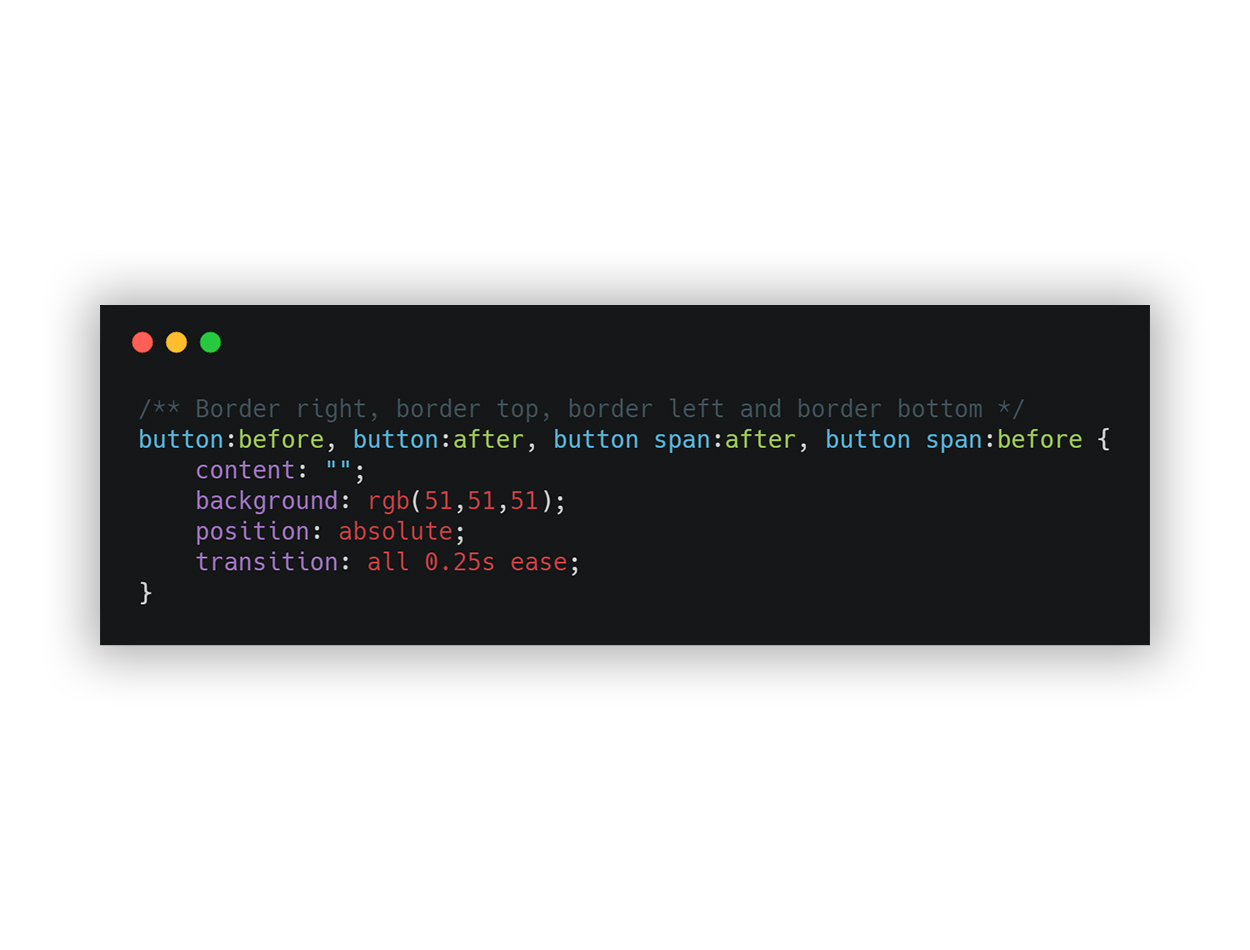 /** Border right, border top, border left and border bottom */
button:before, button:after, button span:after, button span:before {
    content: "";
    background: rgb(51,51,51);
    position: absolute;
    transition: all 0.25s ease;
}